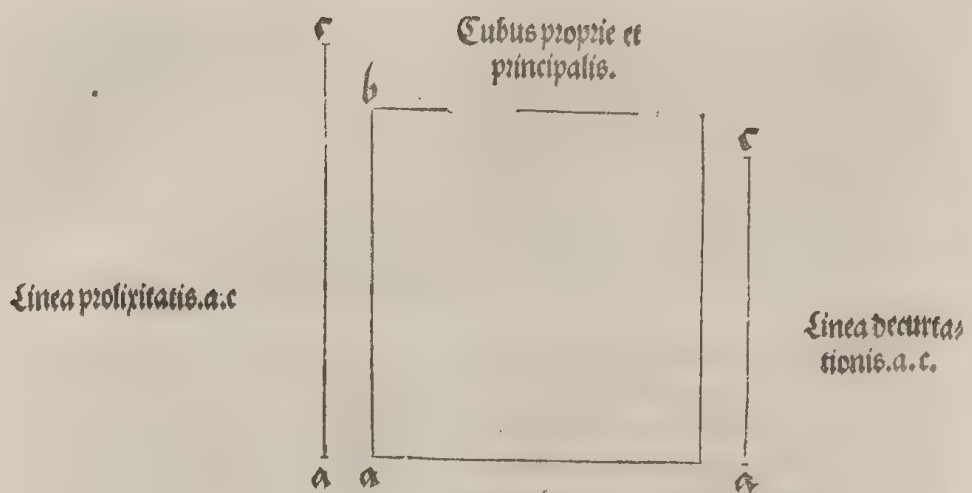 c
Cubus proprie et
principalis.
b
c
Linea prolixitatis.a.c
Linea decurta⸗
tionis.a.c.
a
a
a